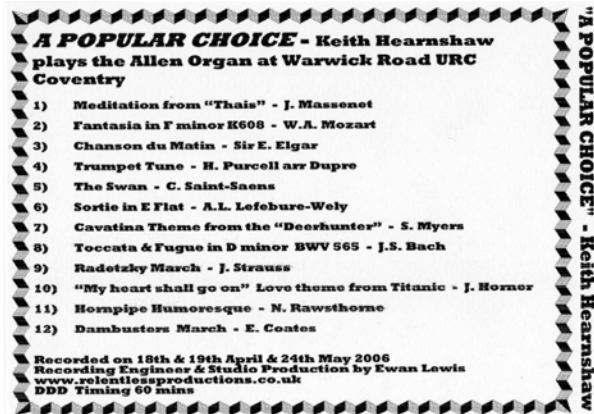 A POPULAR CHOICE - Keith Hearnshaw
plays the Allen Organ at Warwick Road URC
Coventry
1) Meditation from "Thais" - J. Massenet
2) Fantasia in F minor K608 - W.A. Mozart
3) Chanson du Matin - Sir E. Elgar
4) Trumpet Tune - H. Purcell arr Dupre
5) The Swan - C. Saint-Saens
6) Sortie in E Flat - A.L. Lefebure-Wely
7) Cavatina Theme from the "Deerhunter" - S. Myers
8) Toccata & Fugue in D minor BWV 565 - J.S. Bach
9) Radetzky March - J. Strauss
10) "My heart shall go on" Love theme from Titanic - J. Horner
11) Hornpipe Humoresque - N. Rawsthorne
12) Dambusters March - E. Coates
Recorded on 18th & 19th April & 24th May 2006
Recording Engineer & Studio Production by Ewan Lewis
www.relentlessproductions.co.uk
DDD Timing 60 mins
"A POPULAR CHOICE" - Keith Hearnshaw